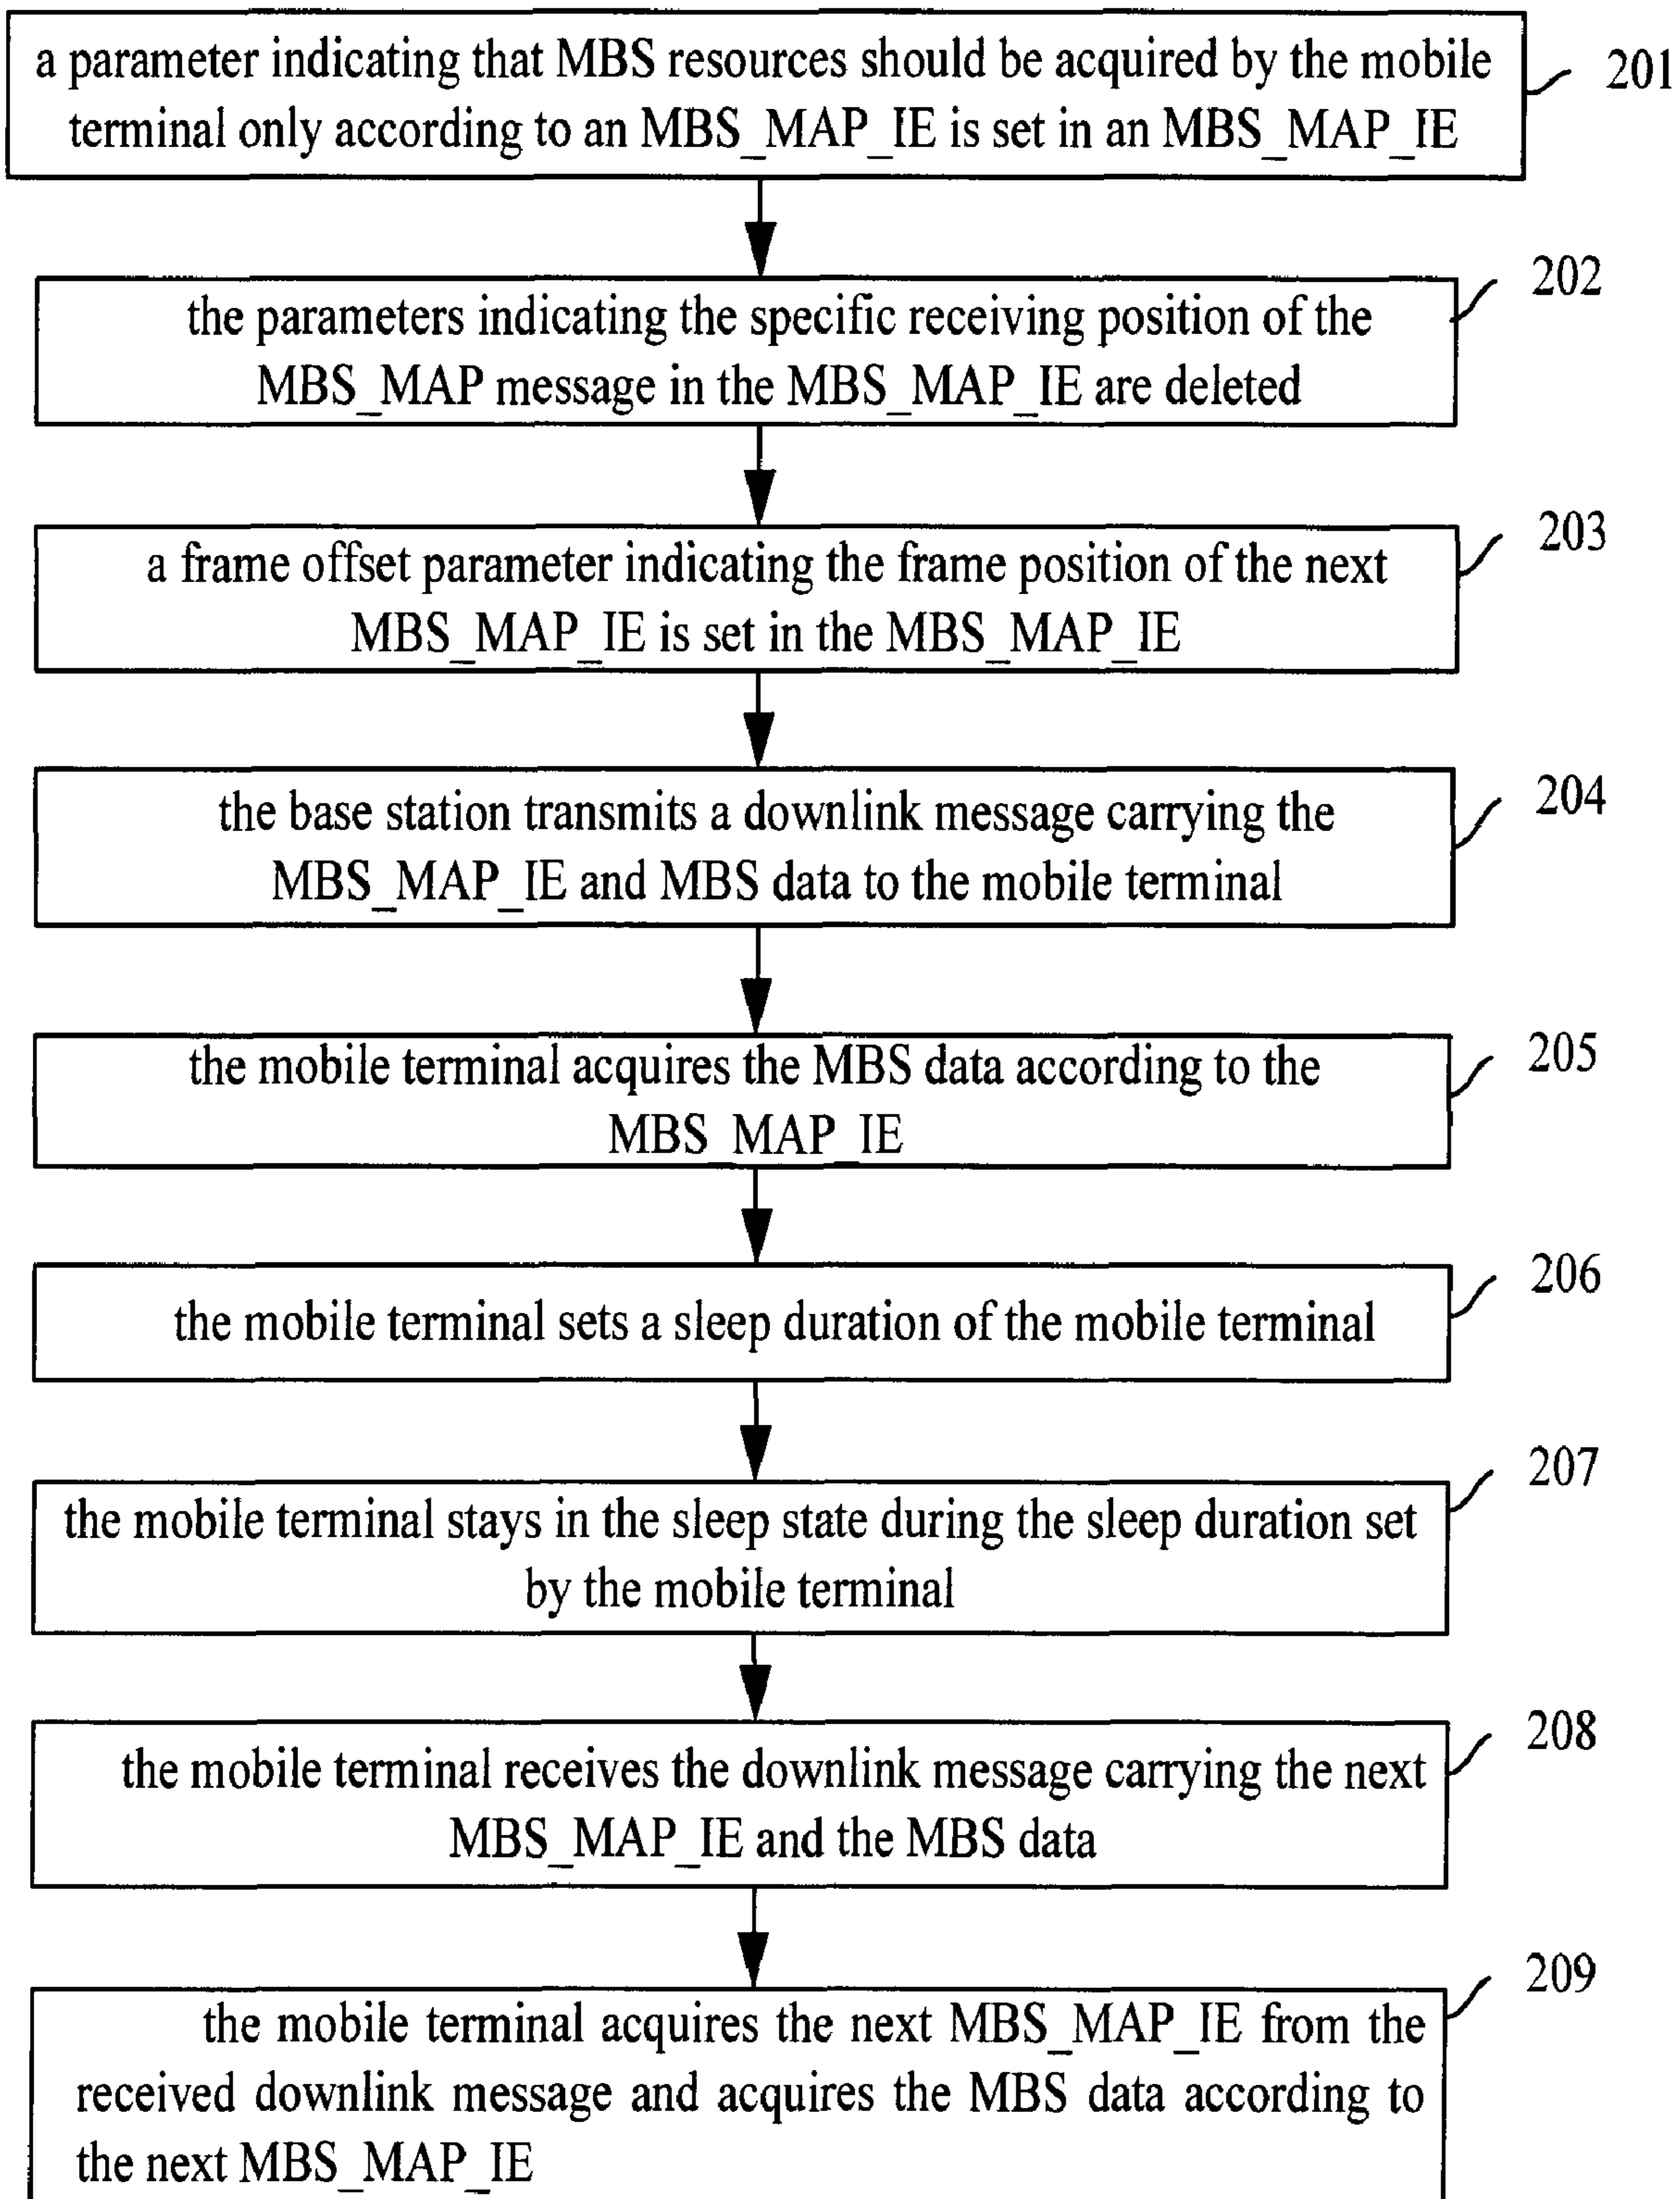 a parameter indicating that MBS resources should be acquired by the mobile
terminal only according to an MBS_MAP_IE is set in an MBS_MAP_IE
201
the parameters indicating the specific receiving position of the
MBS_MAP message in the MBS_MAP_IE are deleted
202
a frame offset parameter indicating the frame position of the next
MBS_MAP_IE is set in the MBS_MAP_IE
203
the base station transmits a downlink message carrying the
MBS_MAP_IE and MBS data to the mobile terminal
204
the mobile terminal acquires the MBS data according to the
MBS_MAP_IE
205
the mobile terminal sets a sleep duration of the mobile terminal
206
the mobile terminal stays in the sleep state during the sleep duration set
by the mobile terminal
207
the mobile terminal receives the downlink message carrying the next
MBS_MAP_IE and the MBS data
208
the mobile terminal acquires the next MBS_MAP_IE from the
received downlink message and acquires the MBS data according to
the next MBS_MAP_IE
209